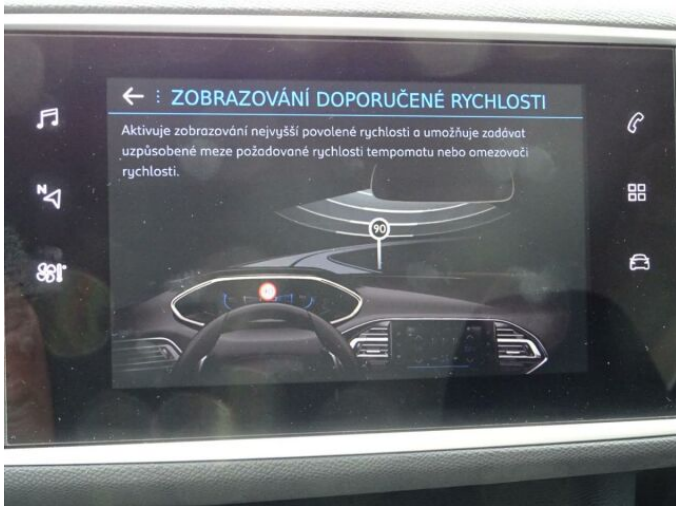 ← ⋮ ZOBRAZOVÁNÍ DOPORUČENÉ RYCHLOSTI
Aktivuje zobrazování nejvyšší povolené rychlosti a umožňuje zadávat
uzpůsobené meze požadované rychlosti tempomatu nebo omezovači
rychlosti.
N
90